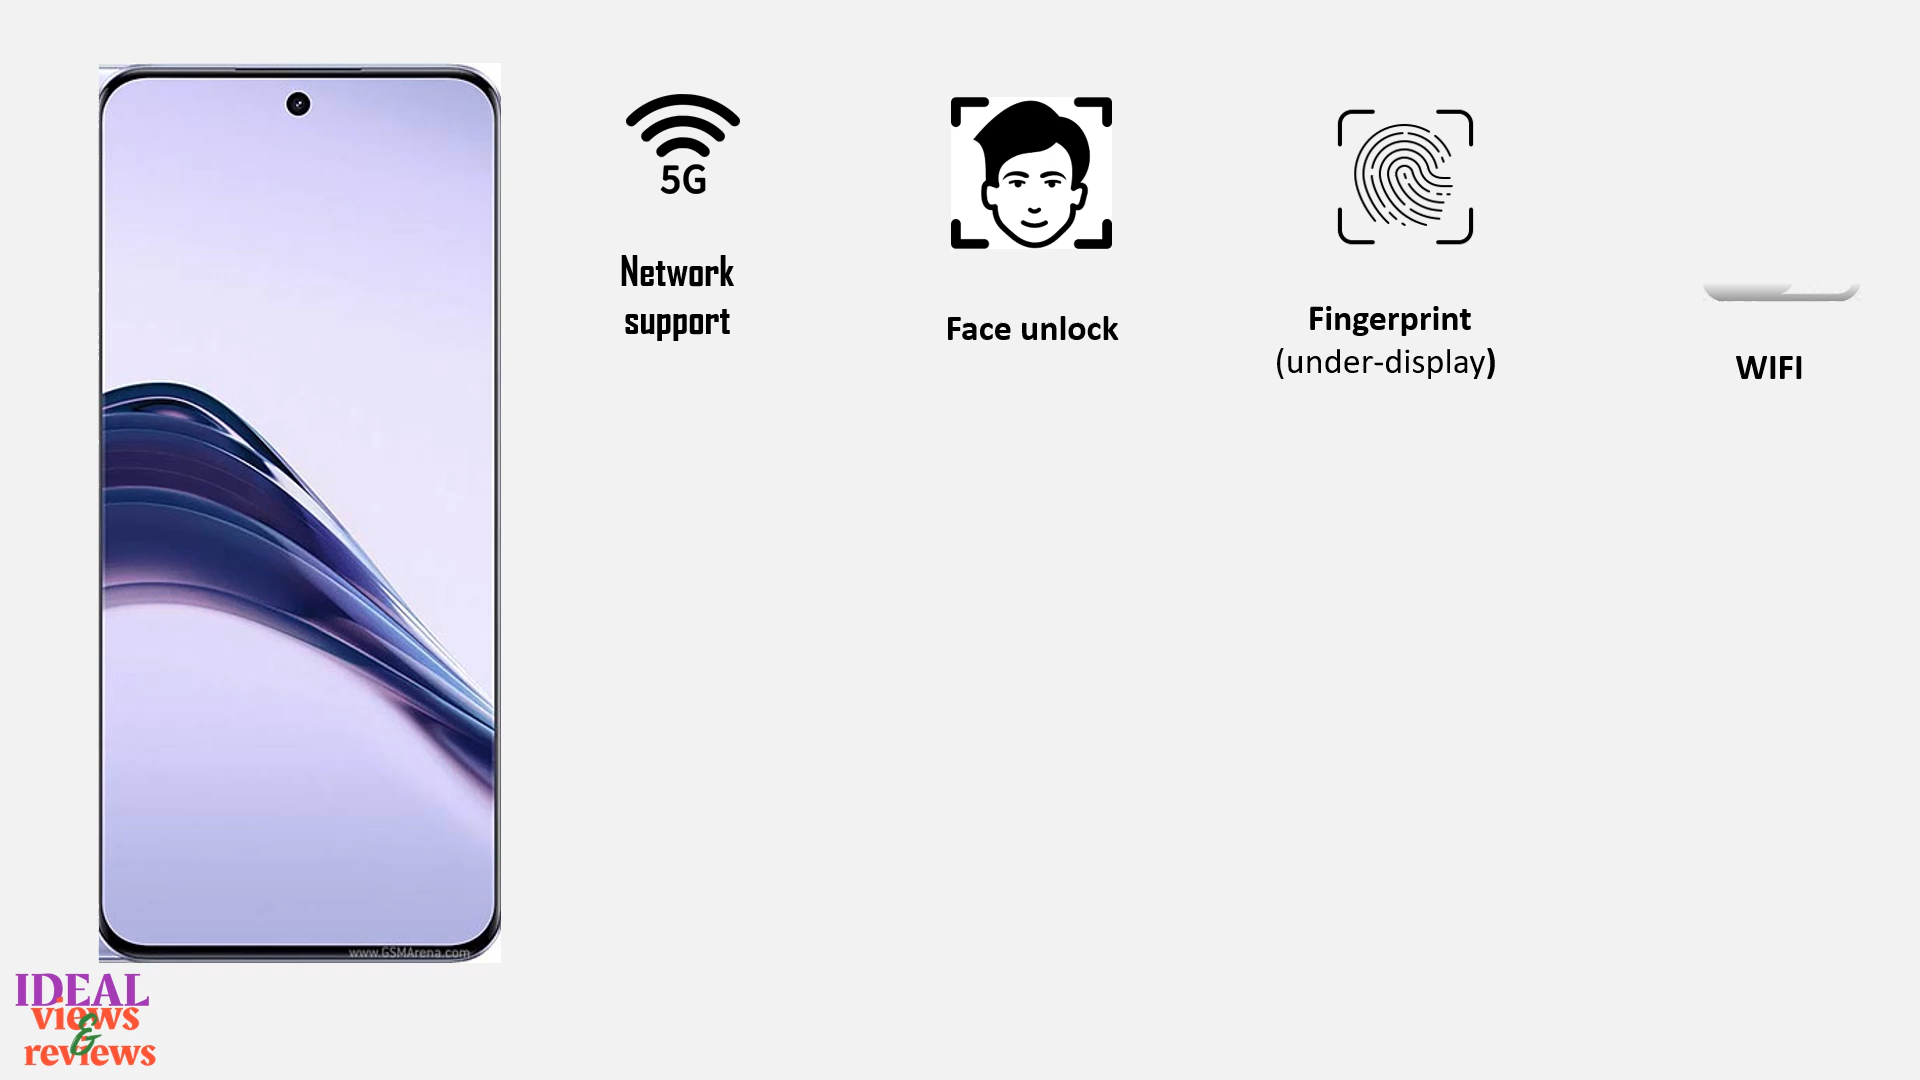 5G
Network
support
Face unlock
Fingerprint
(under-display)
WIFI
www.GSMArena.com
IDEAL
views
&
reviews